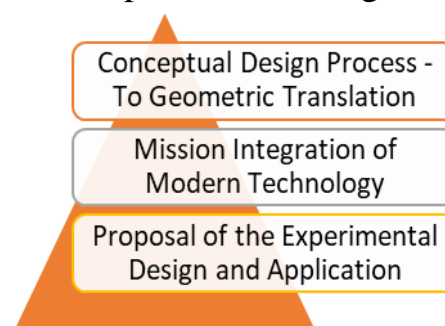 Conceptual Design Process -
To Geometric Translation
Mission Integration of
Modern Technology
Proposal of the Experimental
Design and Application